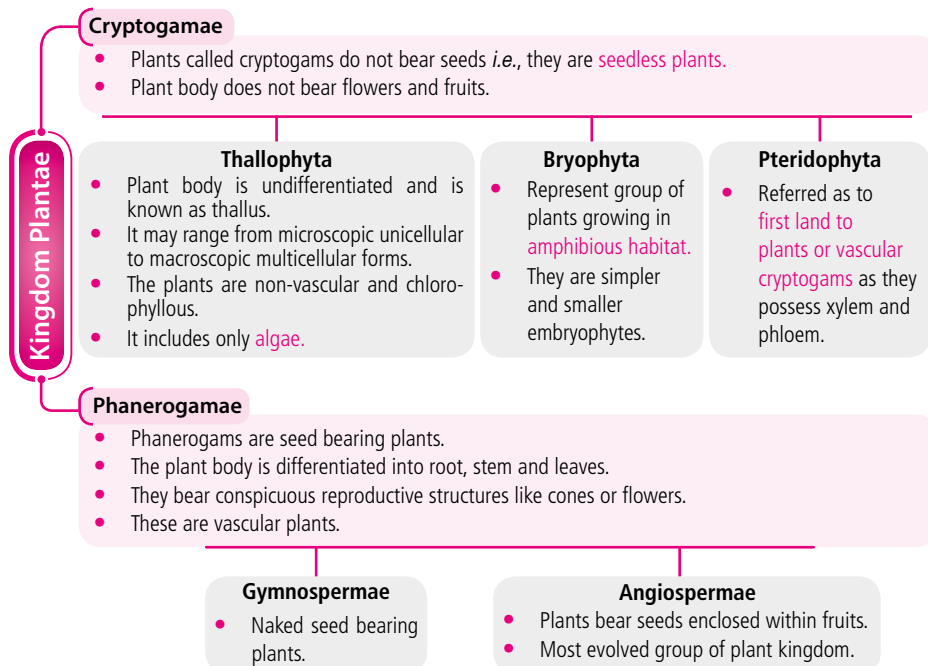 Kingdom Plantae
Cryptogamae
• Plants called cryptogams do not bear seeds i.e., they are seedless plants.
• Plant body does not bear flowers and fruits.
Thallophyta
• Plant body is undifferentiated and is
known as thallus.
• It may range from microscopic unicellular
to macroscopic multicellular forms.
• The plants are non-vascular and chloro-
phyllous.
• It includes only algae.
Bryophyta
• Represent group of
plants growing in
amphibious habitat.
• They are simpler
and smaller
embryophytes.
Pteridophyta
• Referred as to
first land to
plants or vascular
cryptogams as they
possess xylem and
phloem.
Phanerogamae
• Phanerogams are seed bearing plants.
• The plant body is differentiated into root, stem and leaves.
• They bear conspicuous reproductive structures like cones or flowers.
• These are vascular plants.
Gymnospermae
• Naked seed bearing
plants.
Angiospermae
• Plants bear seeds enclosed within fruits.
• Most evolved group of plant kingdom.